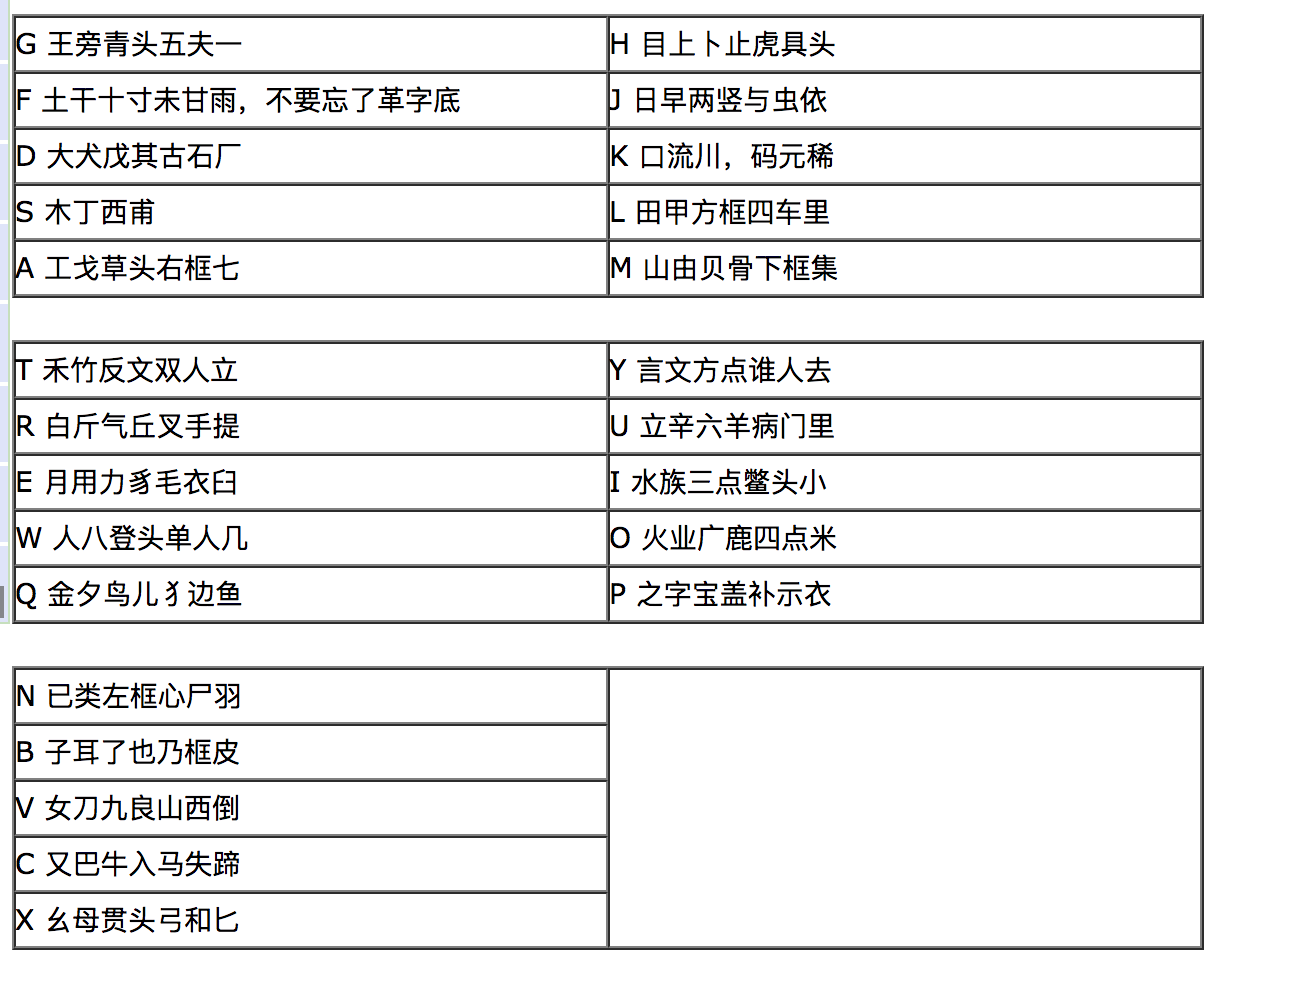 G 王旁青头五夫一
H 目上卜止虎具头
F 土干十寸未甘雨，不要忘了革字底
J 日早两竖与虫依
D 大犬戊其古石厂
K 口流川，码元稀
S 木丁西甫
L 田甲方框四车里
A 工戈草头右框七
M 山由贝骨下框集
T 禾竹反文双人立
Y 言文方点谁人去
R 白斤气丘叉手提
U 立辛六羊病门里
E 月用力豸毛衣臼
I 水族三点鳖头小
W 人八登头单人几
O 火业广鹿四点米
Q 金夕鸟儿犭边鱼
P 之字宝盖补示衣
N 已类左框心尸羽
B 子耳了也乃框皮
V 女刀九良山西倒
C 又巴牛入马失蹄
X 幺母贯头弓和匕